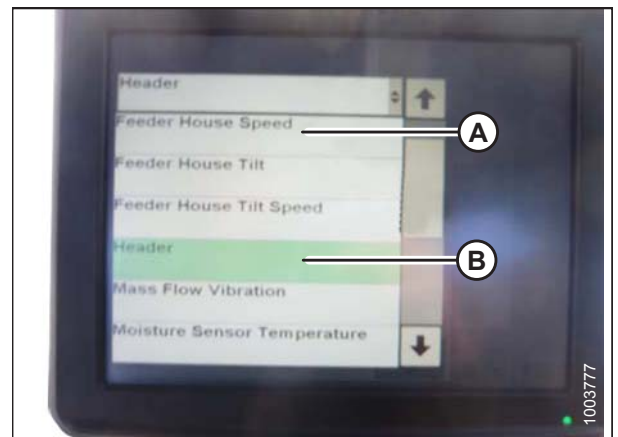 Header
Feeder House Speed
A
Feeder House Tilt
Feeder House Tilt Speed
Header
B
Mass Flow Vibration
Moisture Sensor Temperature
1003777